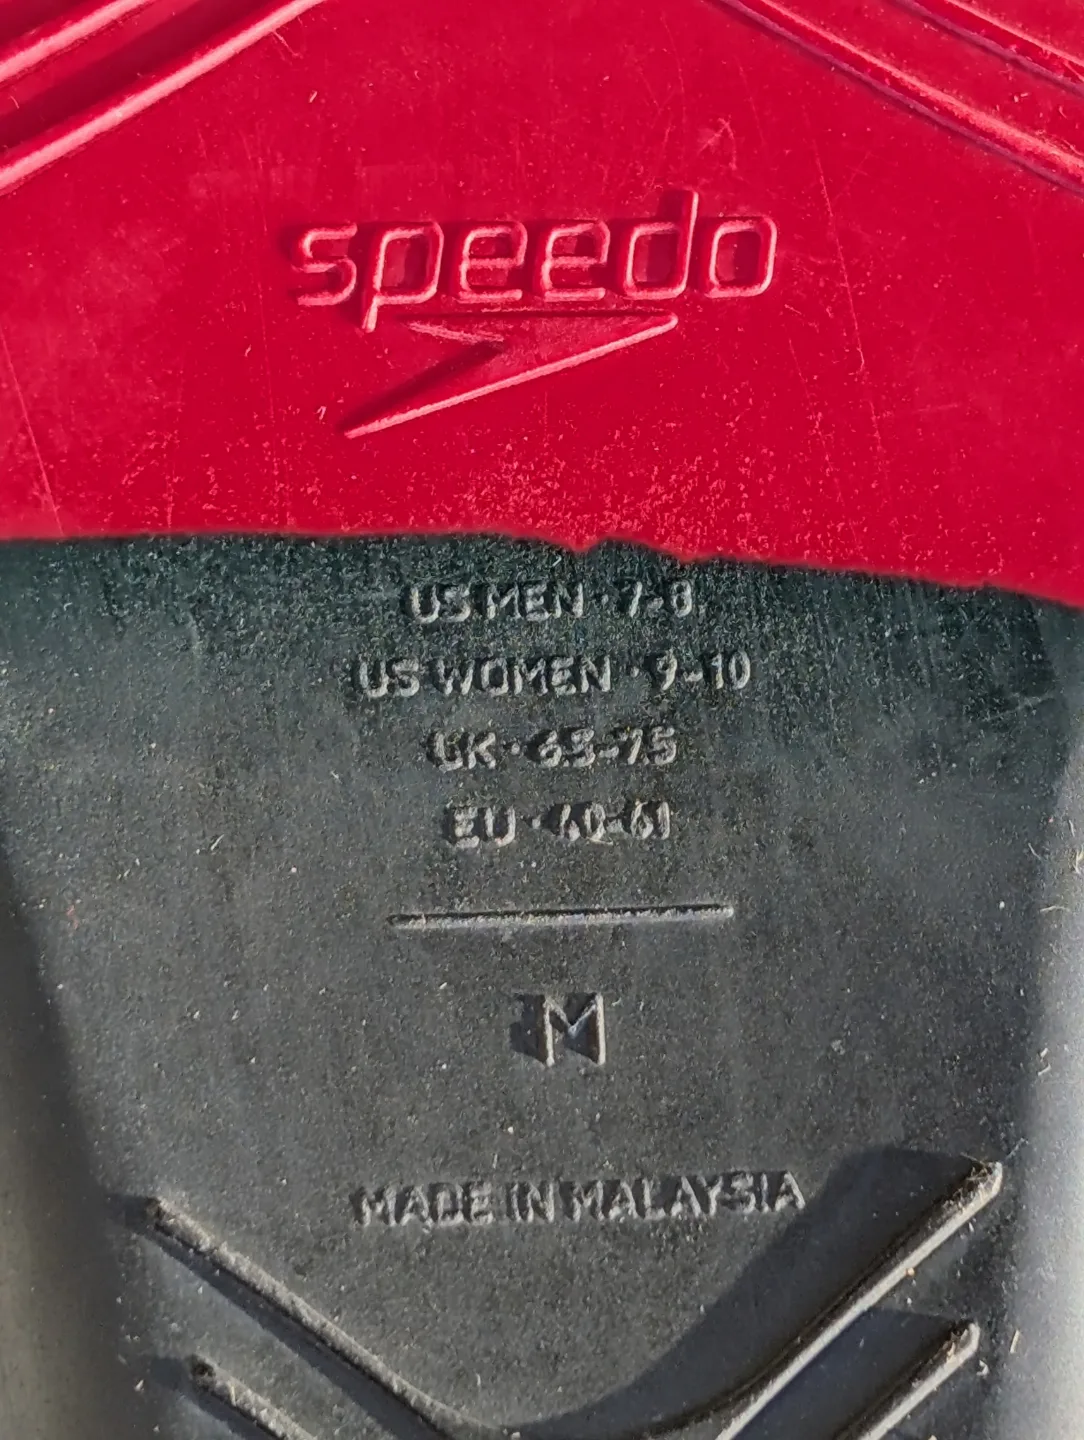 speedo
US MEN · 7-8
US WOMEN · 9-10
UK · 6.5-7.5
EU · 40-41
M
MADE IN MALAYSIA